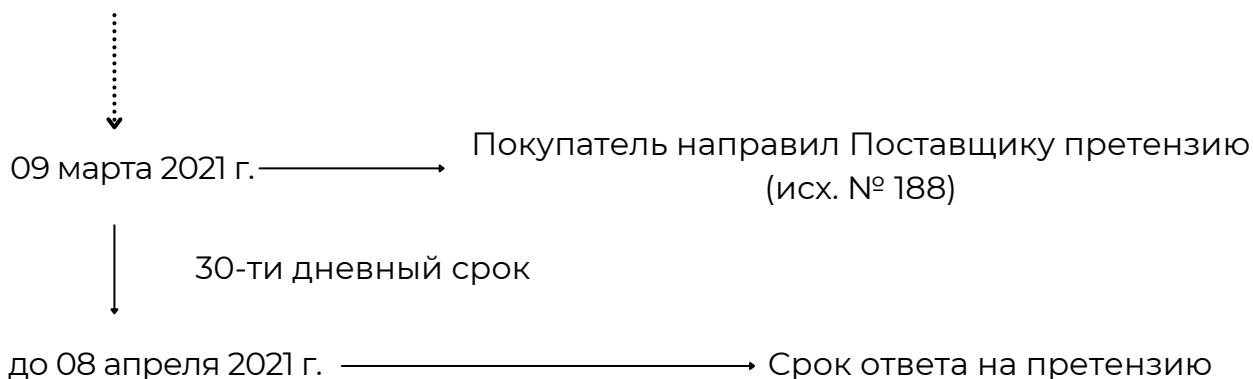 Покупатель направил Поставщику претензию
09 марта 2021 г.
(исх. № 188)
30-ти дневный срок
до 08 апреля 2021 г.
Срок ответа на претензию